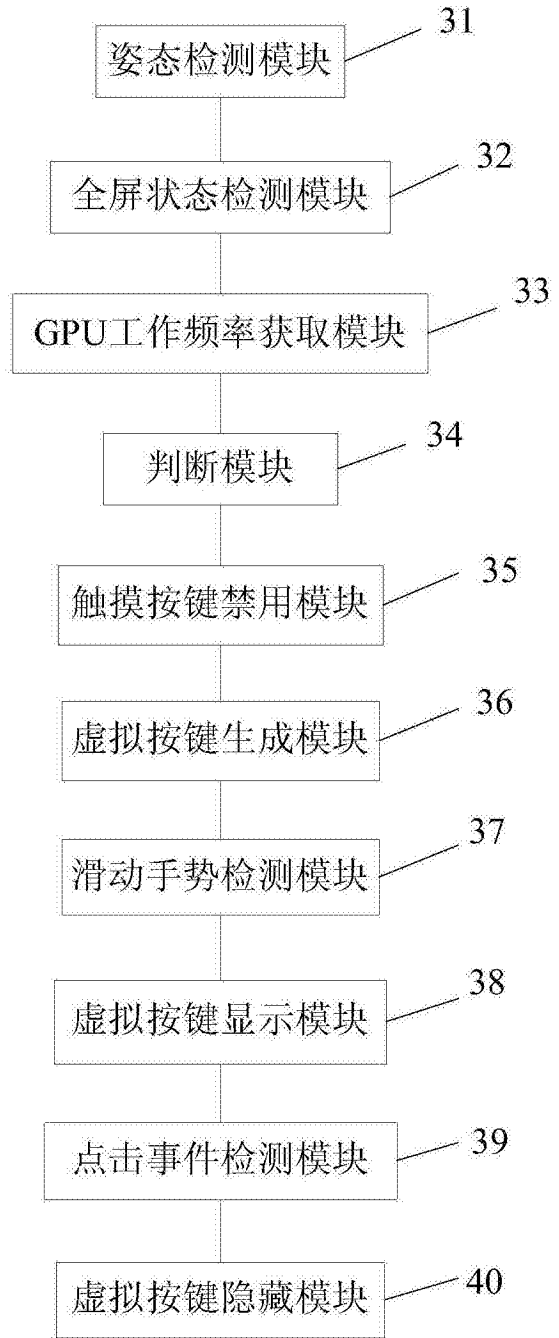 31
姿态检测模块
32
全屏状态检测模块
33
GPU工作频率获取模块
34
判断模块
35
触摸按键禁用模块
36
虚拟按键生成模块
37
滑动手势检测模块
38
虚拟按键显示模块
39
点击事件检测模块
40
虚拟按键隐藏模块